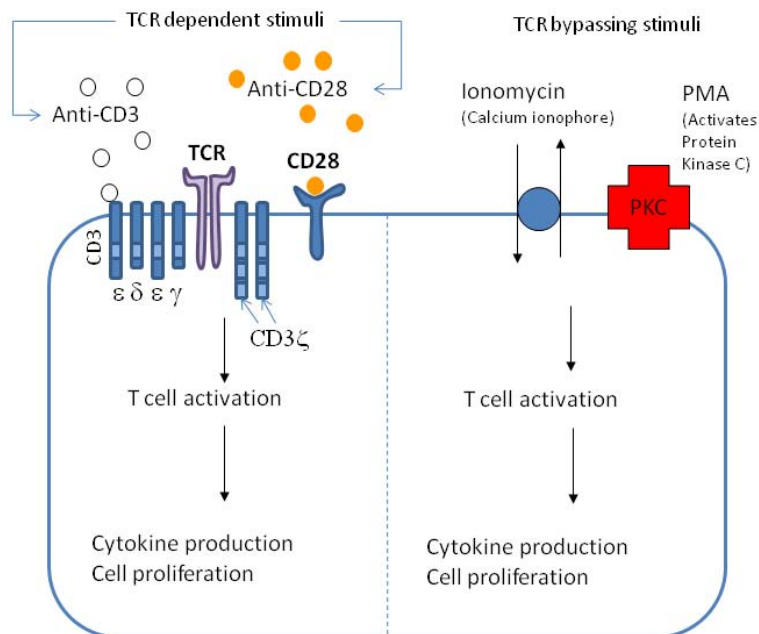 TCR dependent stimuli
Anti-CD3
Anti-CD28
TCR
CD28
CD3
ε δ ε γ
CD3ζ
T cell activation
Cytokine production
Cell proliferation
TCR bypassing stimuli
Ionomycin
(Calcium ionophore)
PMA
(Activates
Protein
Kinase C)
PKC
T cell activation
Cytokine production
Cell proliferation